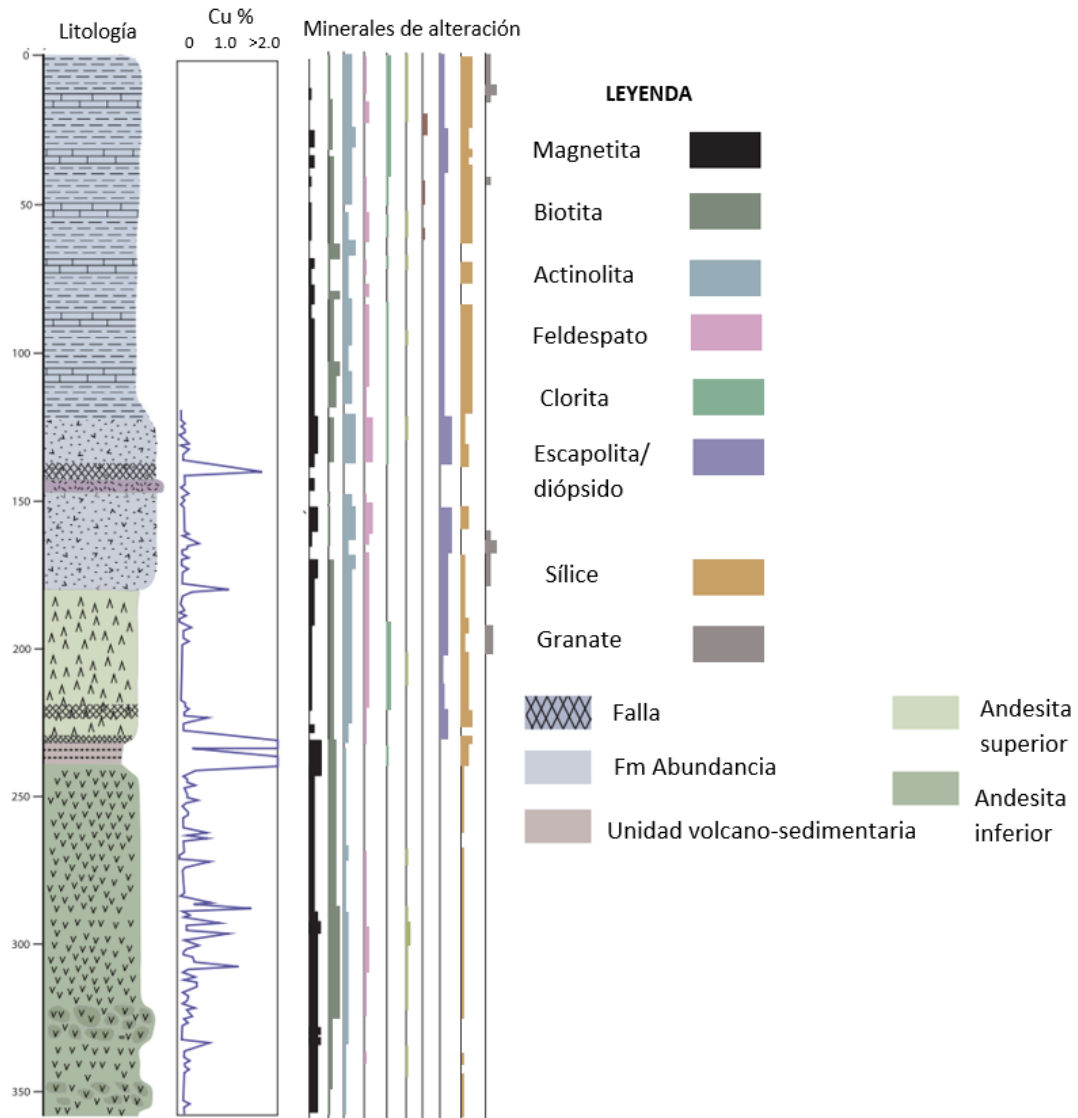 Litología
Cu %
0 1.0 >2.0
Minerales de alteración
0
50
100
150
200
250
300
350
LEYENDA
Magnetita
Biotita
Actinolita
Feldespato
Clorita
Escapolita/
diópsido
Sílice
Granate
Falla
Fm Abundancia
Unidad volcano-sedimentaria
Andesita
superior
Andesita
inferior